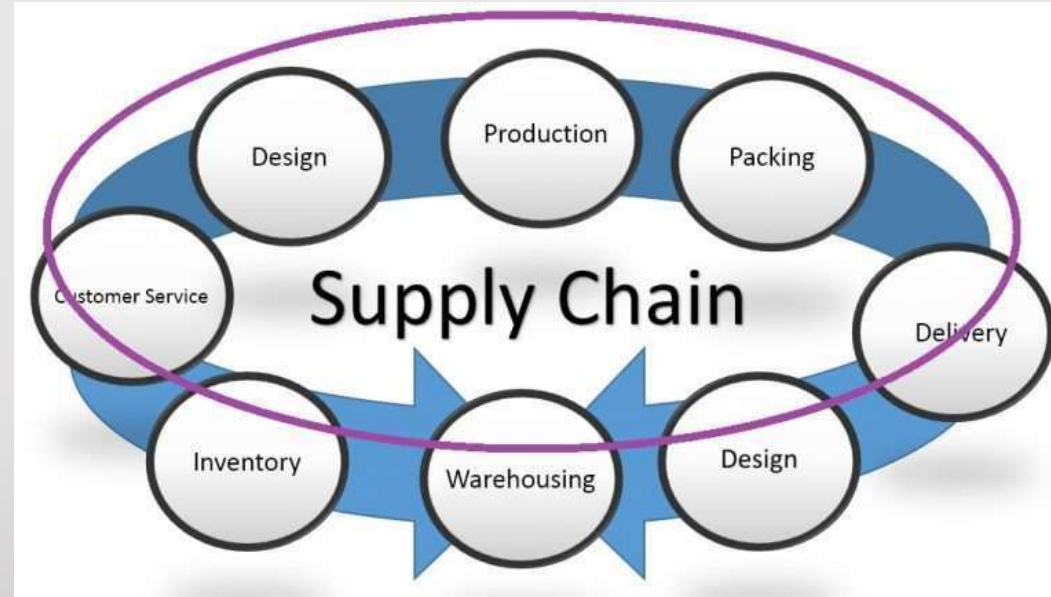 Design
Production
Packing
Customer Service
Supply Chain
Delivery
Inventory
Warehousing
Design